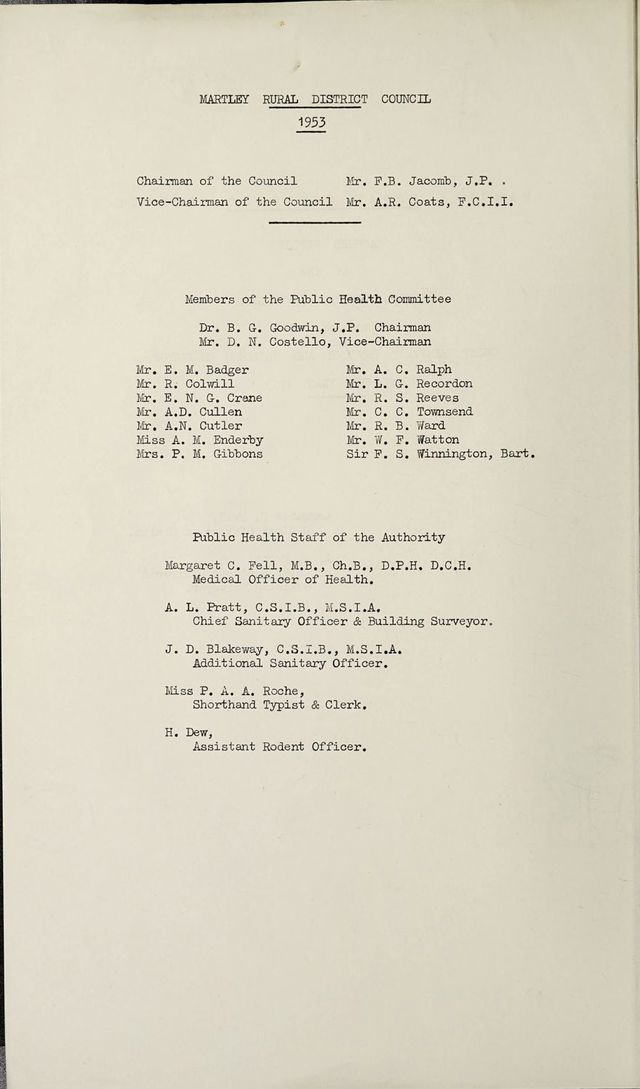 MARTLEY RURAL DISTRICT COUNCIL
1953
Chairman of the Council Mr. F.B. Jacomb, J.P. .
Vice-Chairman of the Council Mr. A.R. Coats, F.C.I.I.
Members of the Public Health Committee
Dr. B. G. Goodwin, J.P. Chairman
Mr. D. N. Costello, Vice-Chairman
Mr. E. M. Badger Mr. A. C. Ralph
Mr. R. Colwill Mr. L. G. Recordon
Mr. E. N. G. Crane Mr. R. S. Reeves
Mr. A.D. Cullen Mr. C. C. Townsend
Mr. A.N. Cutler Mr. R. B. Ward
Miss A. M. Enderby Mr. W. F. Watton
Mrs. P. M. Gibbons Sir F. S. Winnington, Bart.
Public Health Staff of the Authority
Margaret C. Fell, M.B., Ch.B., D.P.H. D.C.H.
Medical Officer of Health.
A. L. Pratt, C.S.I.B., M.S.I.A.
Chief Sanitary Officer & Building Surveyor.
J. D. Blakeway, C.S.I.B., M.S.I.A.
Additional Sanitary Officer.
Miss P. A. A. Roche,
Shorthand Typist & Clerk.
H. Dew,
Assistant Rodent Officer.